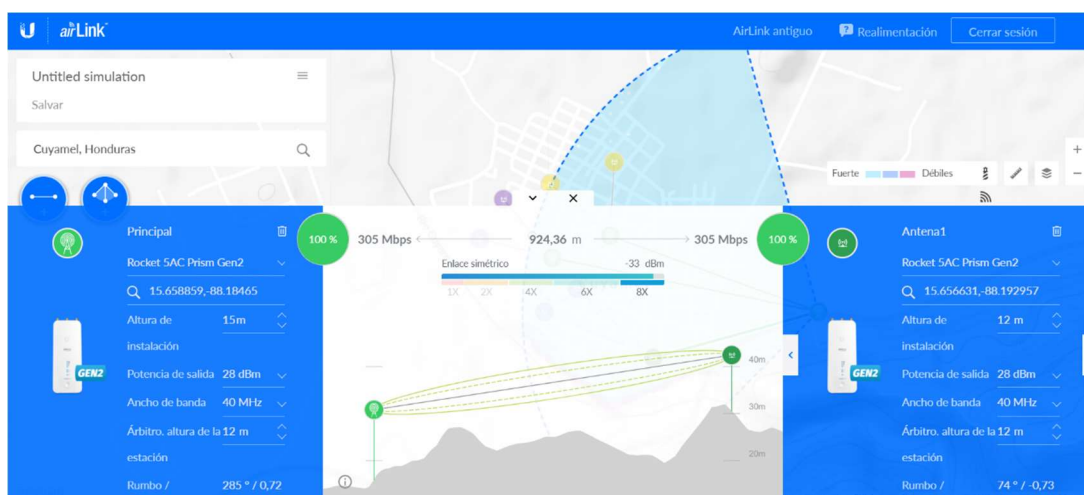 airLink
AirLink antiguo
Realimentación
Cerrar sesión
Untitled simulation
Salvar
Cuyamel, Honduras
Fuerte
Débiles
Principal
Rocket 5AC Prism Gen2
15.658859,-88.18465
Altura de instalación
15m
GEN2
Potencia de salida
28 dBm
Ancho de banda
40 MHz
Árbitro. altura de la estación
12 m
Rumbo /
285 ° / 0,72
100 %
305 Mbps
924,36 m
305 Mbps
100 %
Enlace simétrico
-33 dBm
1X 2X 4X 6X 8X
40m
30m
20m
Antena1
Rocket 5AC Prism Gen2
15.656631,-88.192957
Altura de instalación
12 m
GEN2
Potencia de salida
28 dBm
Ancho de banda
40 MHz
Árbitro. altura de la estación
12 m
Rumbo /
74 ° / -0,73